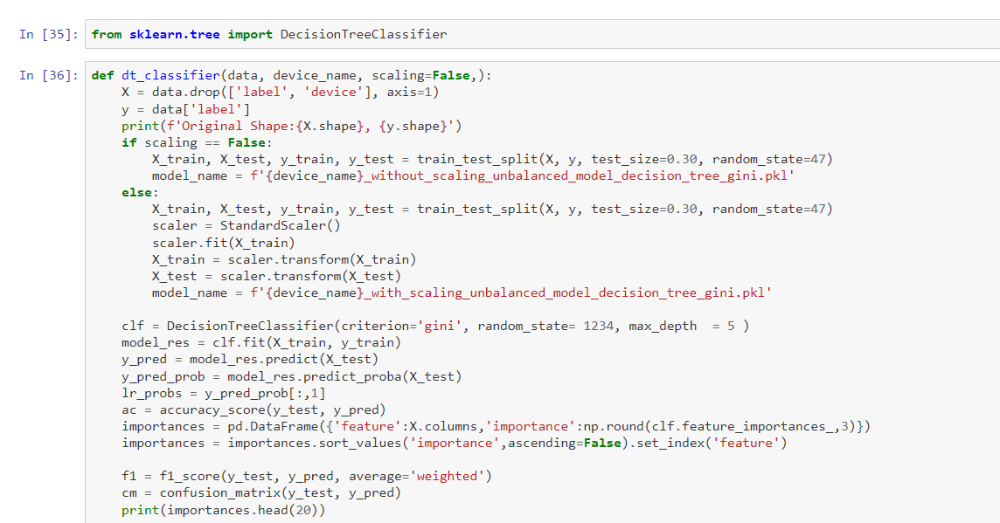 In [35]: from sklearn.tree import DecisionTreeClassifier
In [36]: def dt_classifier(data, device_name, scaling=False,):
    X = data.drop(['label', 'device'], axis=1)
    y = data['label']
    print(f'Original Shape:{X.shape}, {y.shape}')
    if scaling == False:
        X_train, X_test, y_train, y_test = train_test_split(X, y, test_size=0.30, random_state=47)
        model_name = f'{device_name}_without_scaling_unbalanced_model_decision_tree_gini.pkl'
    else:
        X_train, X_test, y_train, y_test = train_test_split(X, y, test_size=0.30, random_state=47)
        scaler = StandardScaler()
        scaler.fit(X_train)
        X_train = scaler.transform(X_train)
        X_test = scaler.transform(X_test)
        model_name = f'{device_name}_with_scaling_unbalanced_model_decision_tree_gini.pkl'
    clf = DecisionTreeClassifier(criterion='gini', random_state= 1234, max_depth  = 5 )
    model_res = clf.fit(X_train, y_train)
    y_pred = model_res.predict(X_test)
    y_pred_prob = model_res.predict_proba(X_test)
    lr_probs = y_pred_prob[:,1]
    ac = accuracy_score(y_test, y_pred)
    importances = pd.DataFrame({'feature':X.columns,'importance':np.round(clf.feature_importances_,3)})
    importances = importances.sort_values('importance',ascending=False).set_index('feature')
    f1 = f1_score(y_test, y_pred, average='weighted')
    cm = confusion_matrix(y_test, y_pred)
    print(importances.head(20))